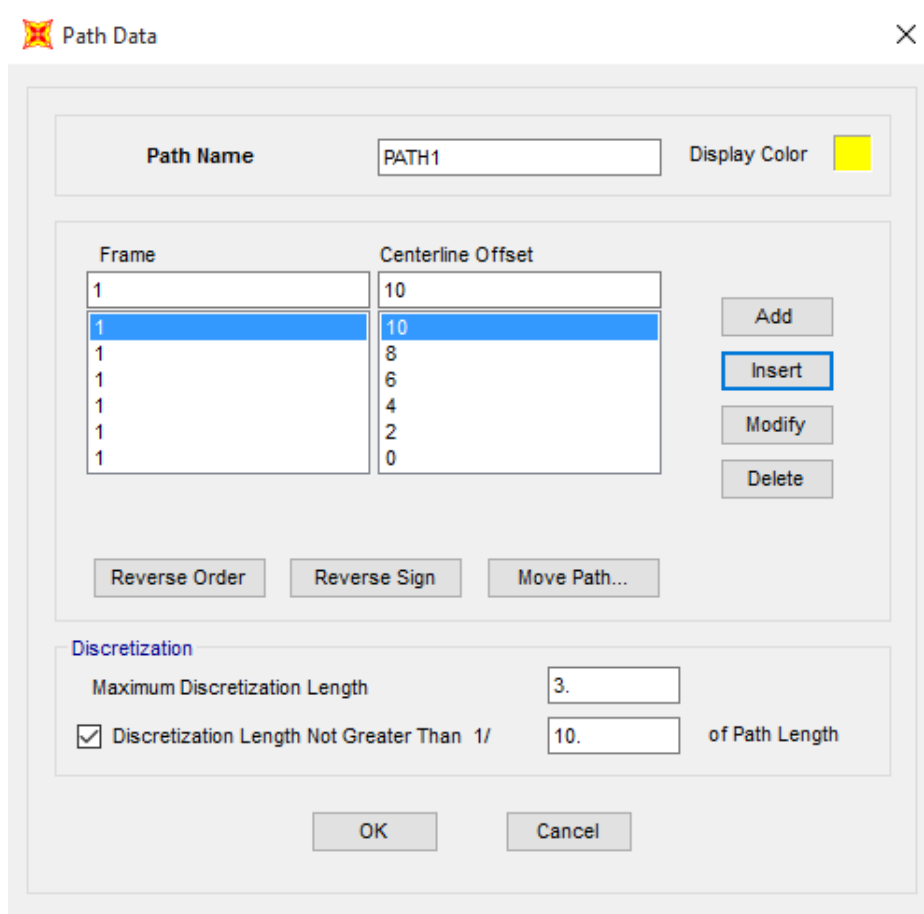 Path Data
Path Name PATH1 Display Color
Frame Centerline Offset
1 10
1 10
1 8
1 6
1 4
1 2
1 0
Add
Insert
Modify
Delete
Reverse Order Reverse Sign Move Path...
Discretization
Maximum Discretization Length 3.
Discretization Length Not Greater Than 1/ 10. of Path Length
OK Cancel